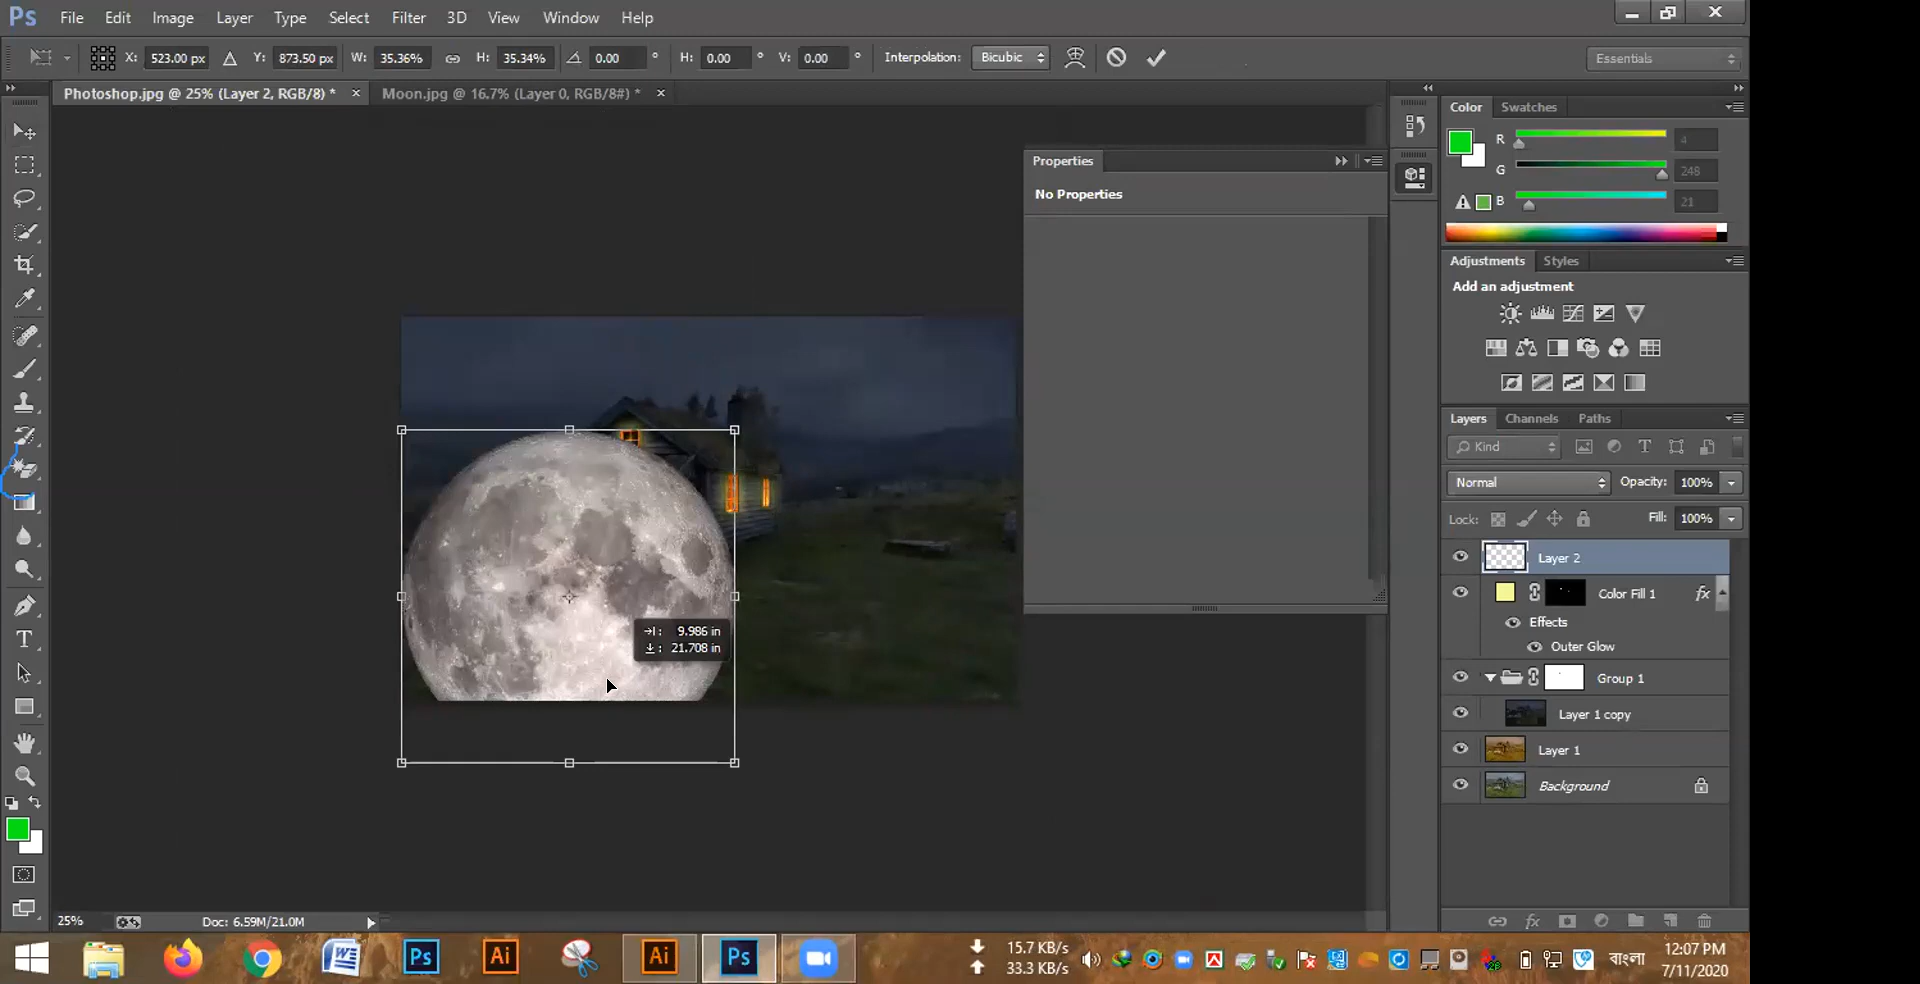 Ps File Edit Image Layer Type Select Filter 3D View Window Help
X: 523.00 px Y: 873.50 px W: 35.36% H: 35.34% 0.00 ° H: 0.00 ° V: 0.00 ° Interpolation: Bicubic Essentials
Photoshop.jpg @ 25% (Layer 2, RGB/8) * × Moon.jpg @ 16.7% (Layer 0, RGB/8#) * ×
Color Swatches
R 4
G 248
B 21
Properties
No Properties
Adjustments Styles
Add an adjustment
Layers Channels Paths
Kind
Normal Opacity: 100%
Lock: Fill: 100%
Layer 2
Color Fill 1 fx
Effects
Outer Glow
Group 1
Layer 1 copy
Layer 1
Background
9.986 in
21.708 in
25% Doc: 6.59M/21.0M
Ps Ai Ai Ps
15.7 KB/s
33.3 KB/s
বাংলা
12:07 PM
7/11/2020